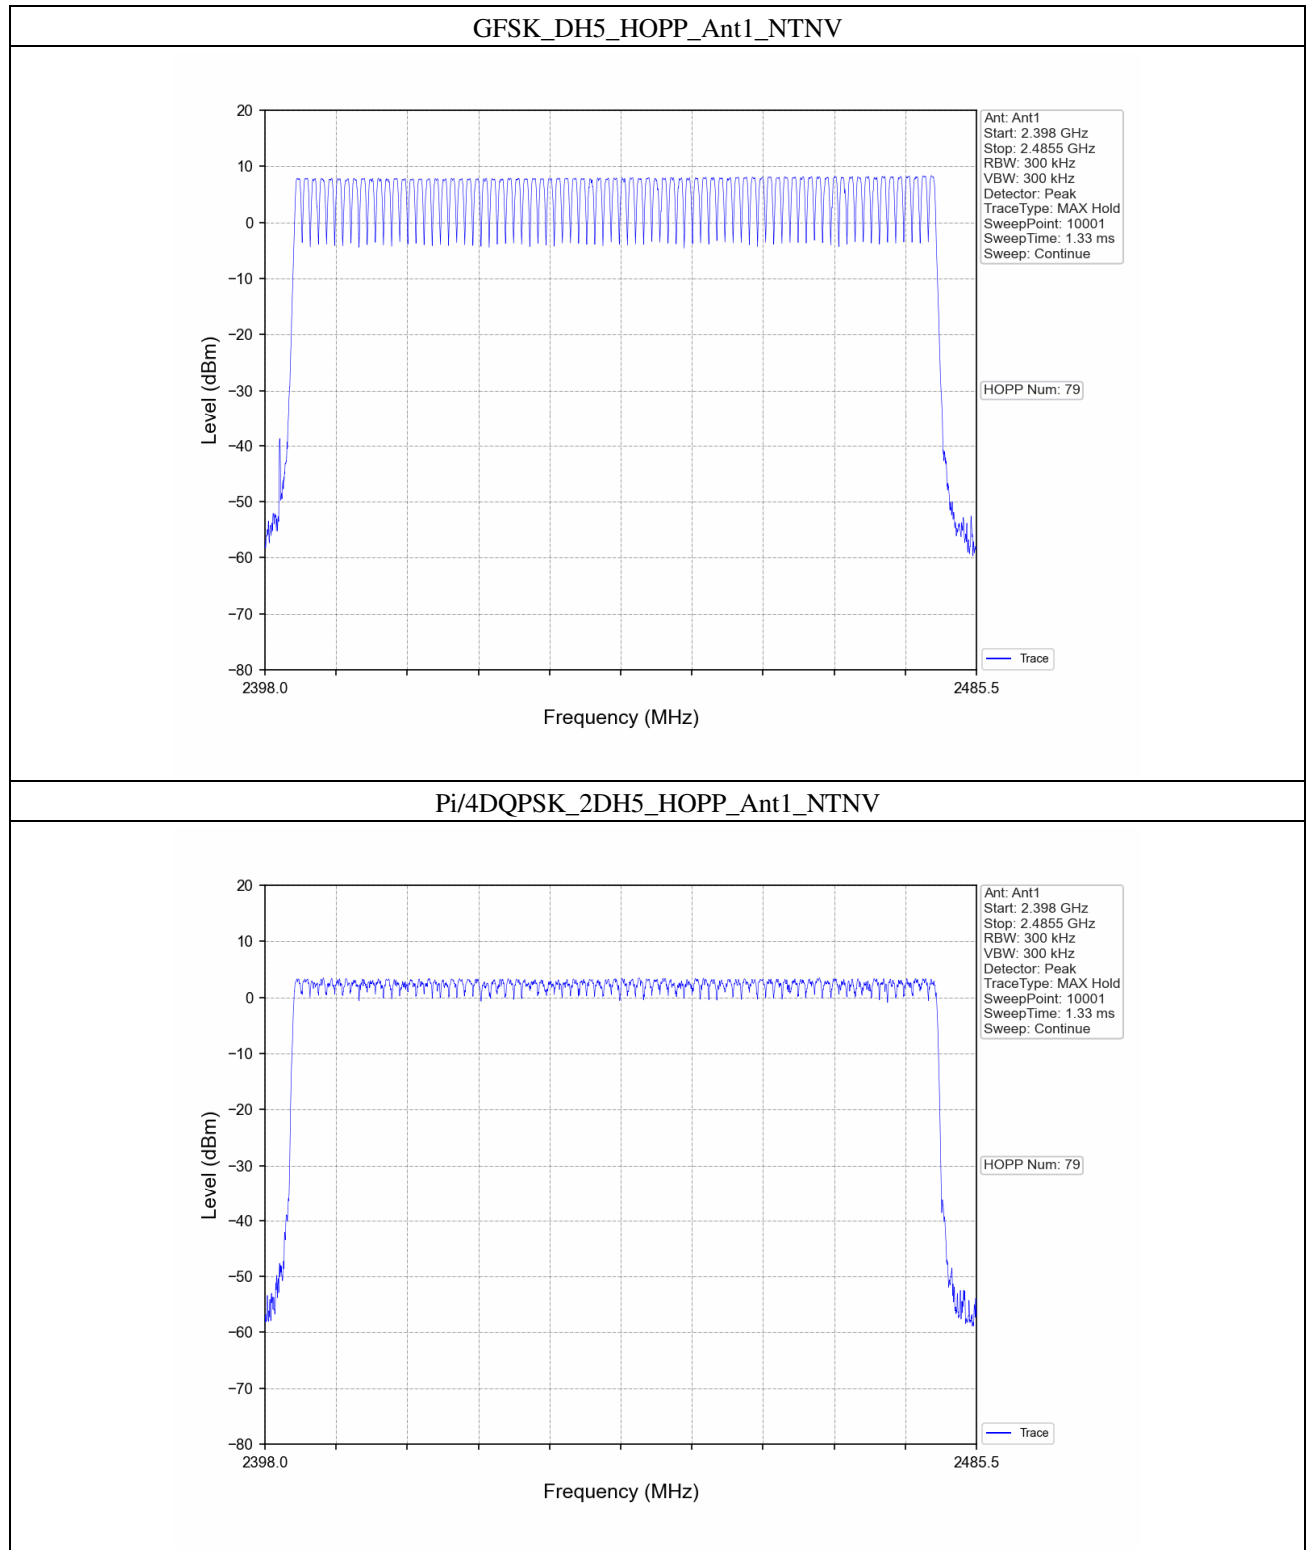 GFSK_DH5_HOPP_Ant1_NTNV
20
10
0
−10
−20
−30
−40
−50
−60
−70
−80
Level (dBm)
2398.0
2485.5
Frequency (MHz)
Ant: Ant1
Start: 2.398 GHz
Stop: 2.4855 GHz
RBW: 300 kHz
VBW: 300 kHz
Detector: Peak
TraceType: MAX Hold
SweepPoint: 10001
SweepTime: 1.33 ms
Sweep: Continue
HOPP Num: 79
Trace
Pi/4DQPSK_2DH5_HOPP_Ant1_NTNV
20
10
0
−10
−20
−30
−40
−50
−60
−70
−80
Level (dBm)
2398.0
2485.5
Frequency (MHz)
Ant: Ant1
Start: 2.398 GHz
Stop: 2.4855 GHz
RBW: 300 kHz
VBW: 300 kHz
Detector: Peak
TraceType: MAX Hold
SweepPoint: 10001
SweepTime: 1.33 ms
Sweep: Continue
HOPP Num: 79
Trace